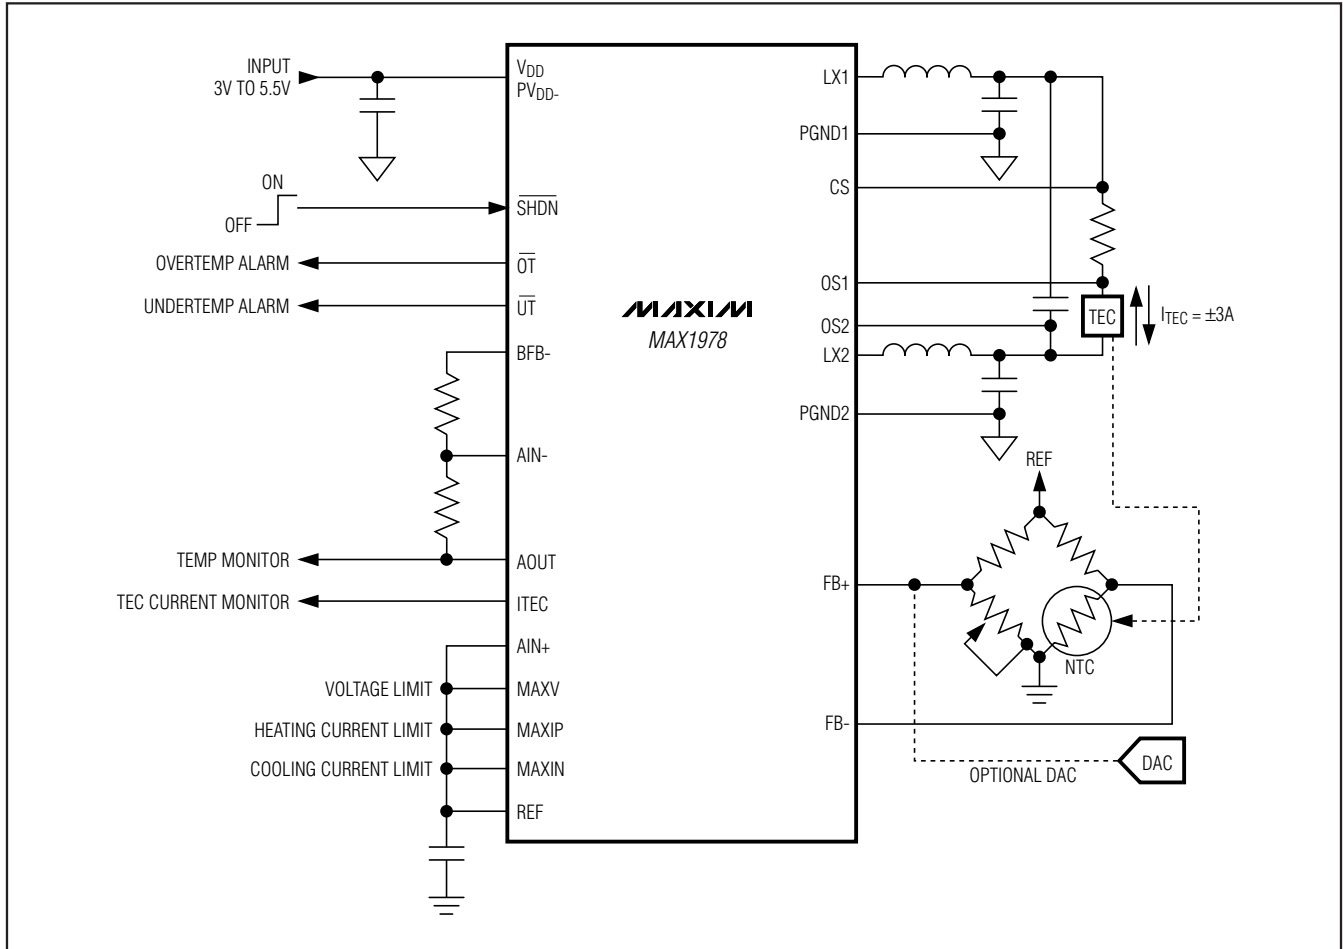 INPUT
3V TO 5.5V
ON
OFF
OVERTEMP ALARM
UNDERTEMP ALARM
TEMP MONITOR
TEC CURRENT MONITOR
VOLTAGE LIMIT
HEATING CURRENT LIMIT
COOLING CURRENT LIMIT
VDD
PVDD-
SHDN
OT
UT
BFB-
AIN-
AOUT
ITEC
AIN+
MAXV
MAXIP
MAXIN
REF
MAXIM
MAX1978
LX1
PGND1
CS
OS1
OS2
LX2
PGND2
FB+
FB-
TEC
ITEC = ±3A
REF
NTC
OPTIONAL DAC
DAC